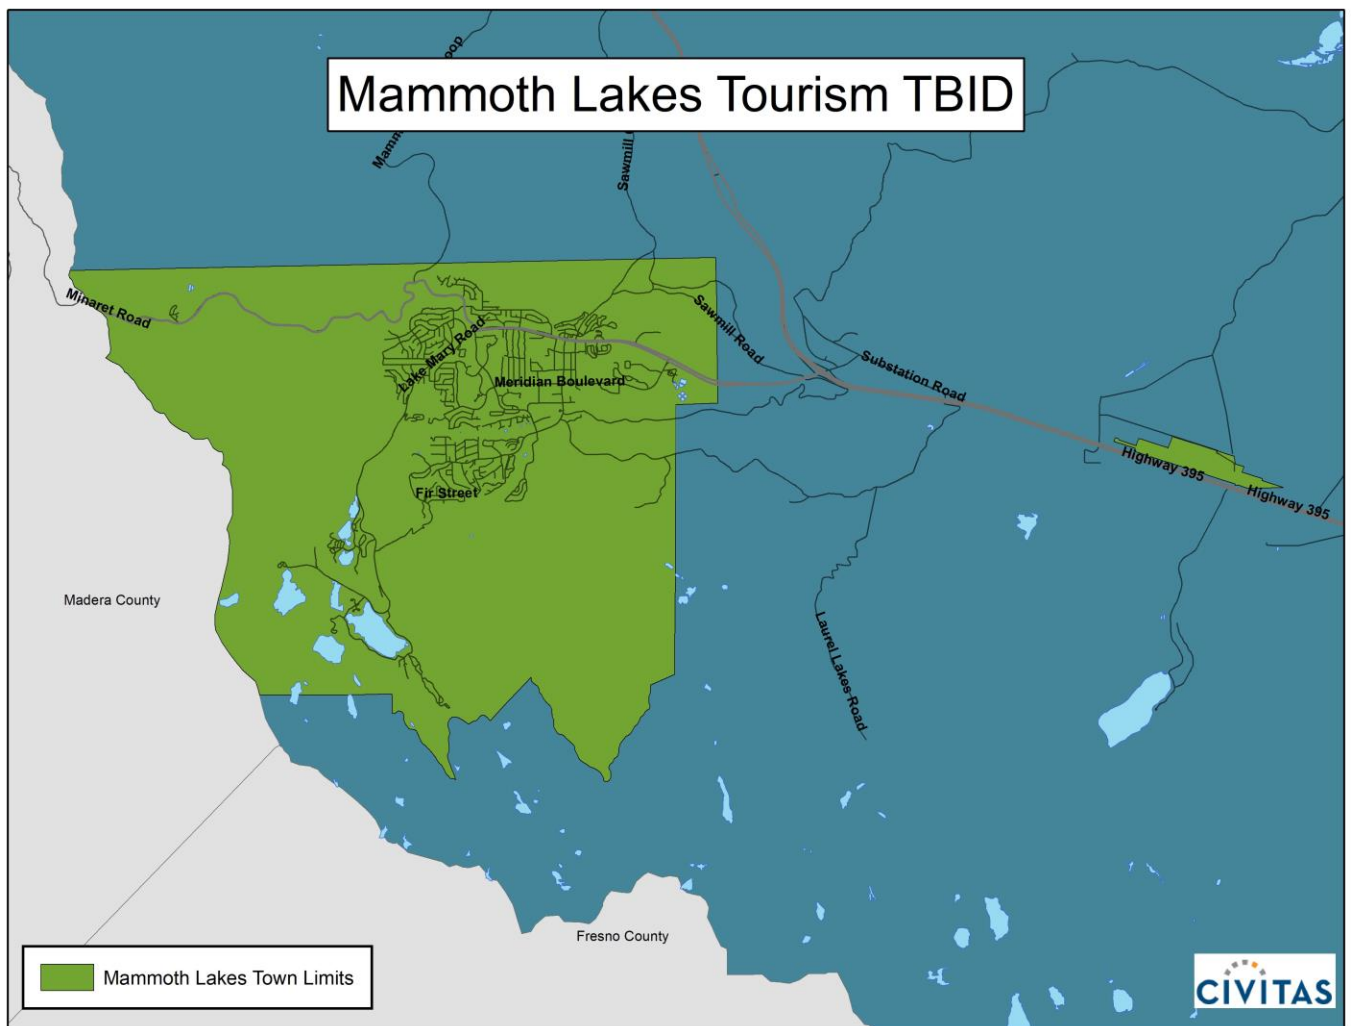 Mammoth Lakes Tourism TBID
Sawmill
Minaret Road
Lake Mary Road
Sawmill Road
Meridian Boulevard
Substation Road
Fir Street
Highway 395
Highway 395
Madera County
Laurel Lakes Road
Fresno County
Mammoth Lakes Town Limits
CIVITAS